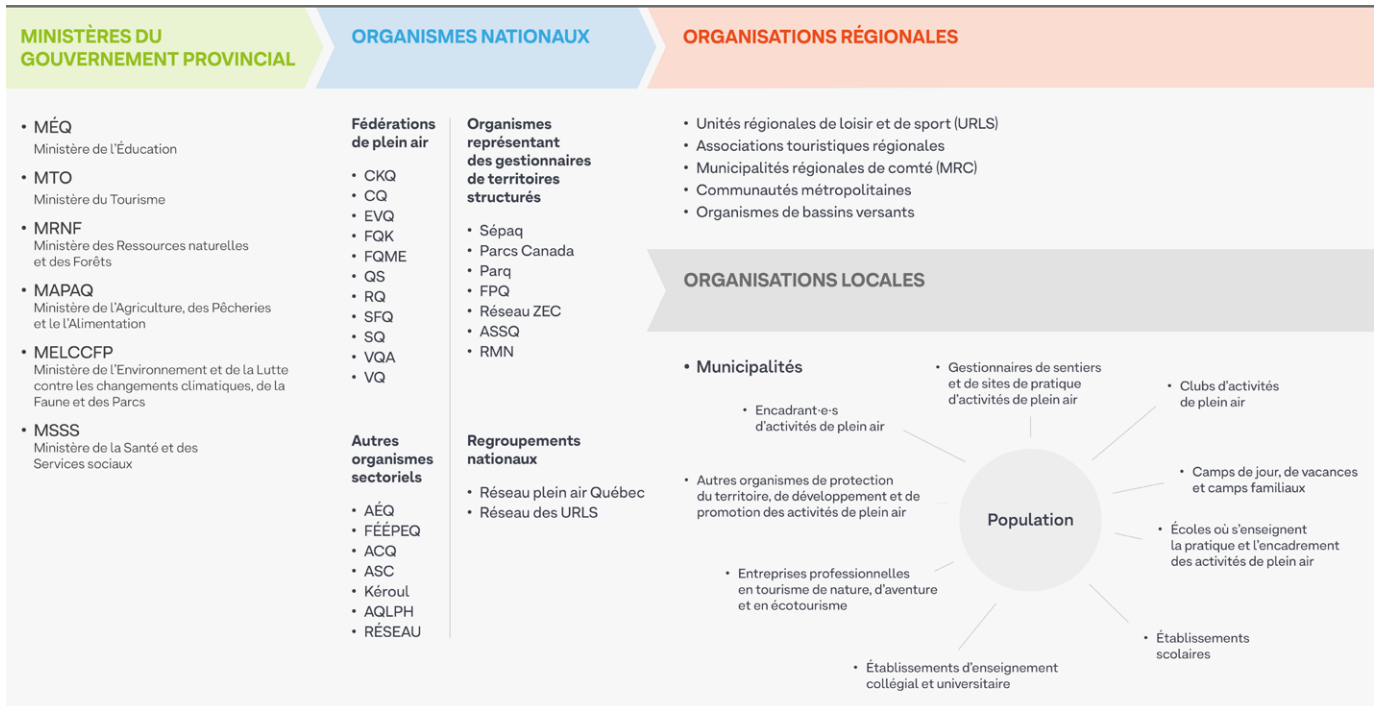 MINISTÈRES DU
GOUVERNEMENT PROVINCIAL
• MÉQ
Ministère de l'Éducation
• MTO
Ministère du Tourisme
• MRNF
Ministère des Ressources naturelles
et des Forêts
• MAPAQ
Ministère de l'Agriculture, des Pêcheries
et le l'Alimentation
• MELCCFP
Ministère de l'Environnement et de la Lutte
contre les changements climatiques, de la
Faune et des Parcs
• MSSS
Ministère de la Santé et des
Services sociaux
ORGANISMES NATIONAUX
Fédérations
de plein air
• CKQ
• CQ
• EVQ
• FQK
• FQME
• QS
• RQ
• SFQ
• SQ
• VQA
• VQ
Organismes
représentant
des gestionnaires
de territoires
structurés
• Sépaq
• Parcs Canada
• Parq
• FPQ
• Réseau ZEC
• ASSQ
• RMN
Autres
organismes
sectoriels
• AÉQ
• FÉÉPEQ
• ACQ
• ASC
• Kéroul
• AQLPH
• RÉSEAU
Regroupements
nationaux
• Réseau plein air Québec
• Réseau des URLS
ORGANISATIONS RÉGIONALES
• Unités régionales de loisir et de sport (URLS)
• Associations touristiques régionales
• Municipalités régionales de comté (MRC)
• Communautés métropolitaines
• Organismes de bassins versants
ORGANISATIONS LOCALES
• Municipalités
• Gestionnaires de sentiers
et de sites de pratique
d'activités de plein air
• Clubs d'activités
de plein air
• Encadrant·e·s
d'activités de plein air
• Camps de jour, de vacances
et camps familiaux
• Autres organismes de protection
du territoire, de développement et de
promotion des activités de plein air
Population
• Écoles où s'enseignent
la pratique et l'encadrement
des activités de plein air
• Entreprises professionnelles
en tourisme de nature, d'aventure
et en écotourisme
• Établissements
scolaires
• Établissements d'enseignement
collégial et universitaire